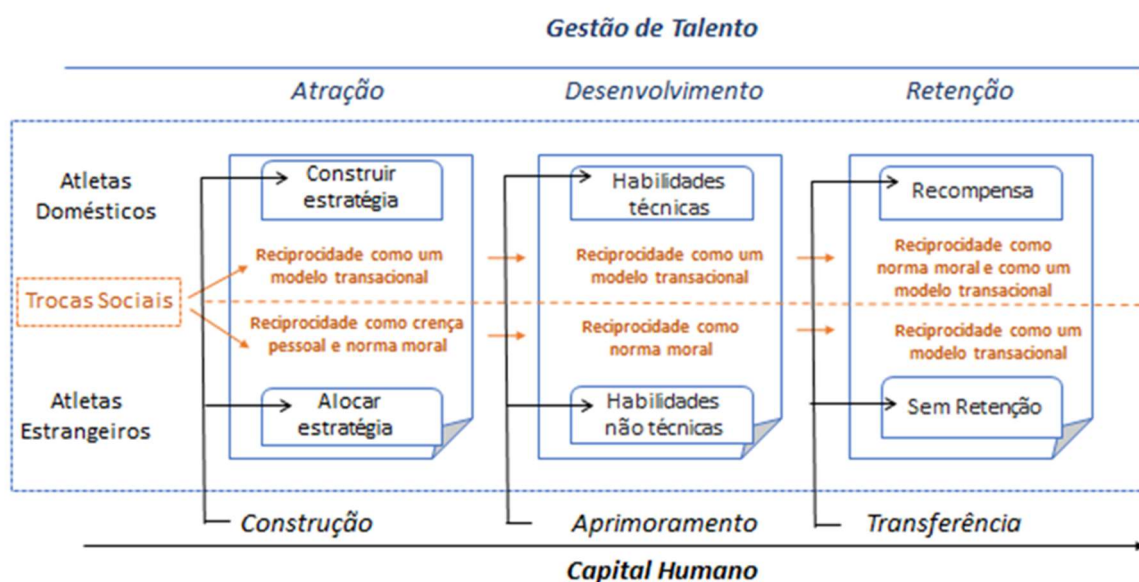 Gestão de Talento
Atração
Desenvolvimento
Retenção
Atletas
Domésticos
Construir
estratégia
Habilidades
técnicas
Recompensa
Trocas Sociais
Reciprocidade como um
modelo transacional
Reciprocidade como um
modelo transacional
Reciprocidade como
norma moral e como um
modelo transacional
Reciprocidade como crença
pessoal e norma moral
Reciprocidade como
norma moral
Reciprocidade como um
modelo transacional
Atletas
Estrangeiros
Alocar
estratégia
Habilidades
não técnicas
Sem Retenção
Construção
Aprimoramento
Transferência
Capital Humano